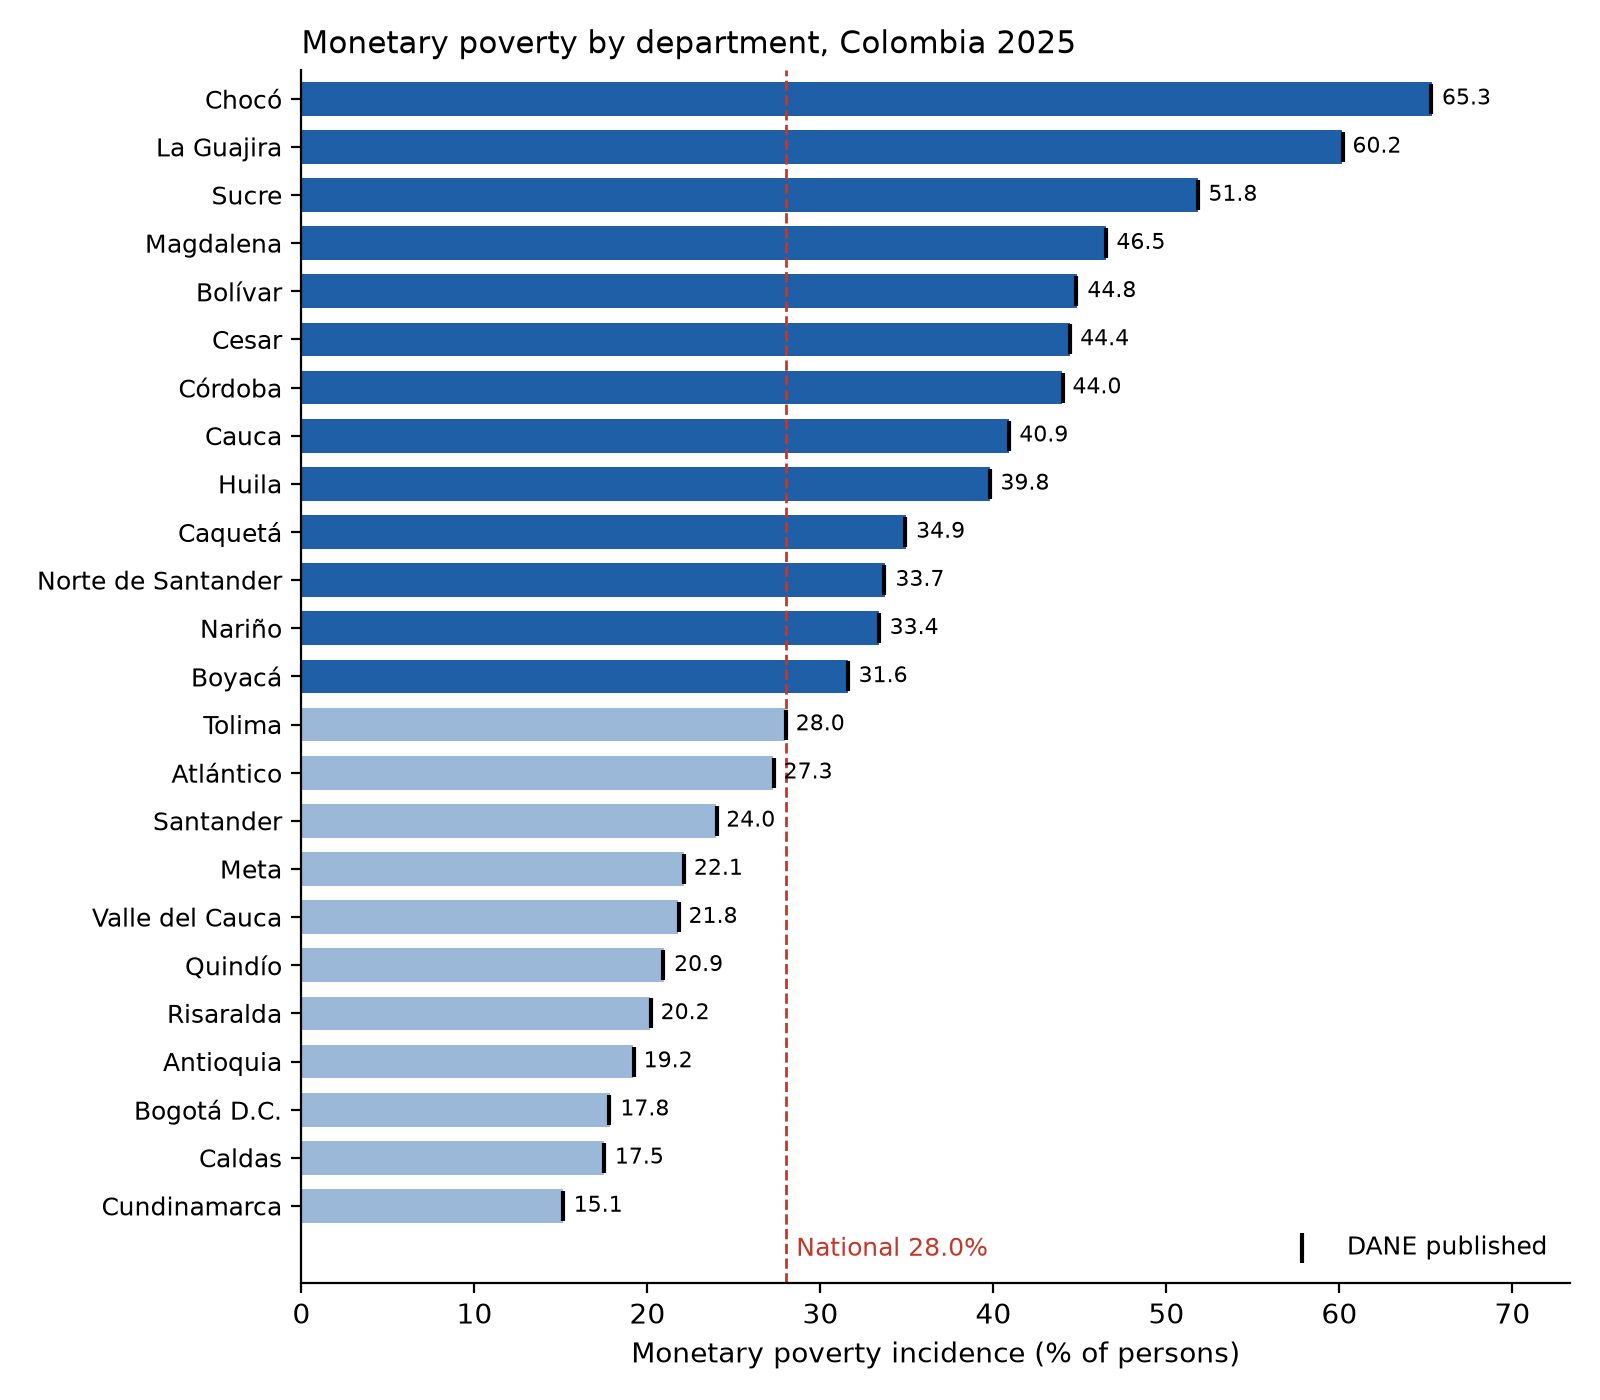 Monetary poverty by department, Colombia 2025
Chocó 65.3
La Guajira 60.2
Sucre 51.8
Magdalena 46.5
Bolívar 44.8
Cesar 44.4
Córdoba 44.0
Cauca 40.9
Huila 39.8
Caquetá 34.9
Norte de Santander 33.7
Nariño 33.4
Boyacá 31.6
Tolima 28.0
Atlántico 27.3
Santander 24.0
Meta 22.1
Valle del Cauca 21.8
Quindío 20.9
Risaralda 20.2
Antioquia 19.2
Bogotá D.C. 17.8
Caldas 17.5
Cundinamarca 15.1
National 28.0% DANE published
0 10 20 30 40 50 60 70
Monetary poverty incidence (% of persons)